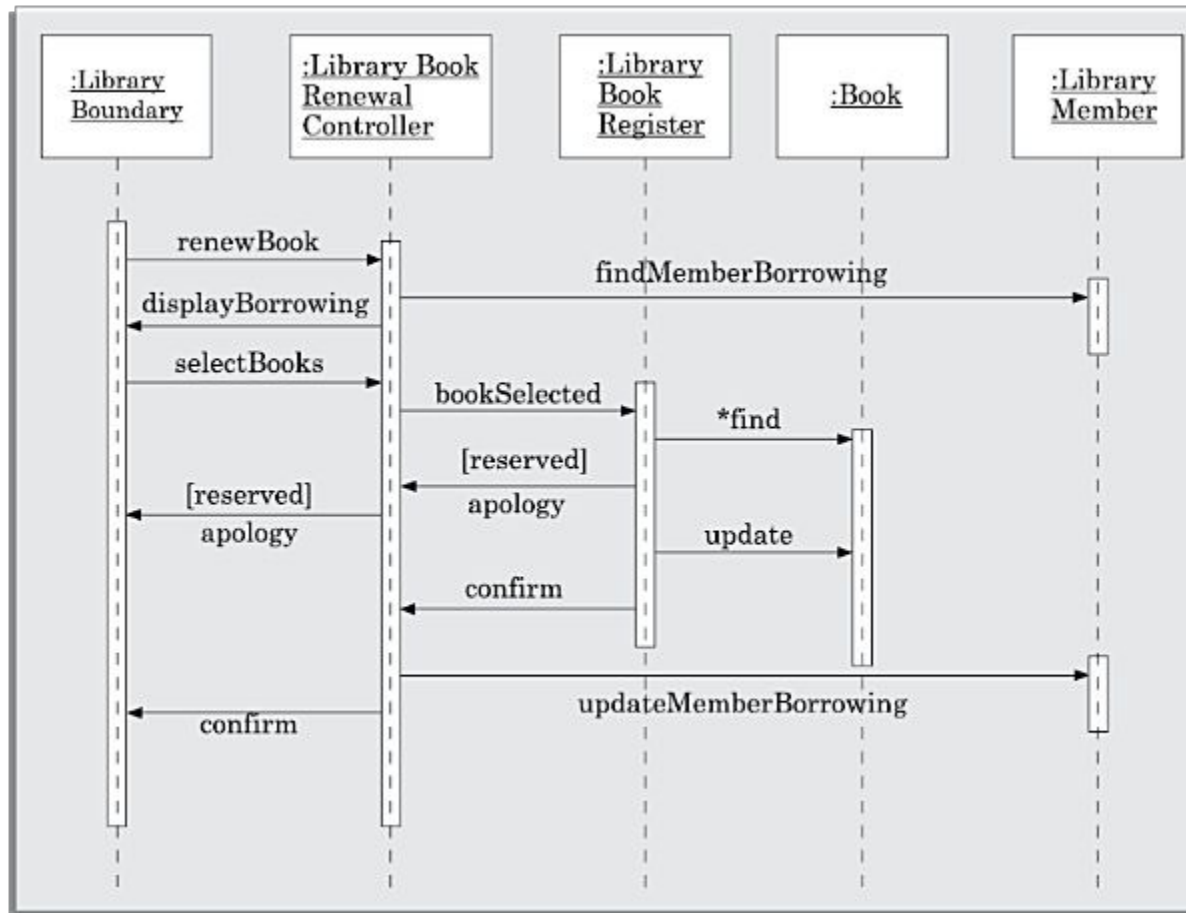 :Library
Boundary
:Library Book
Renewal
Controller
:Library
Book
Register
:Book
:Library
Member
renewBook
findMemberBorrowing
displayBorrowing
selectBooks
bookSelected
*find
[reserved]
apology
[reserved]
apology
update
confirm
updateMemberBorrowing
confirm